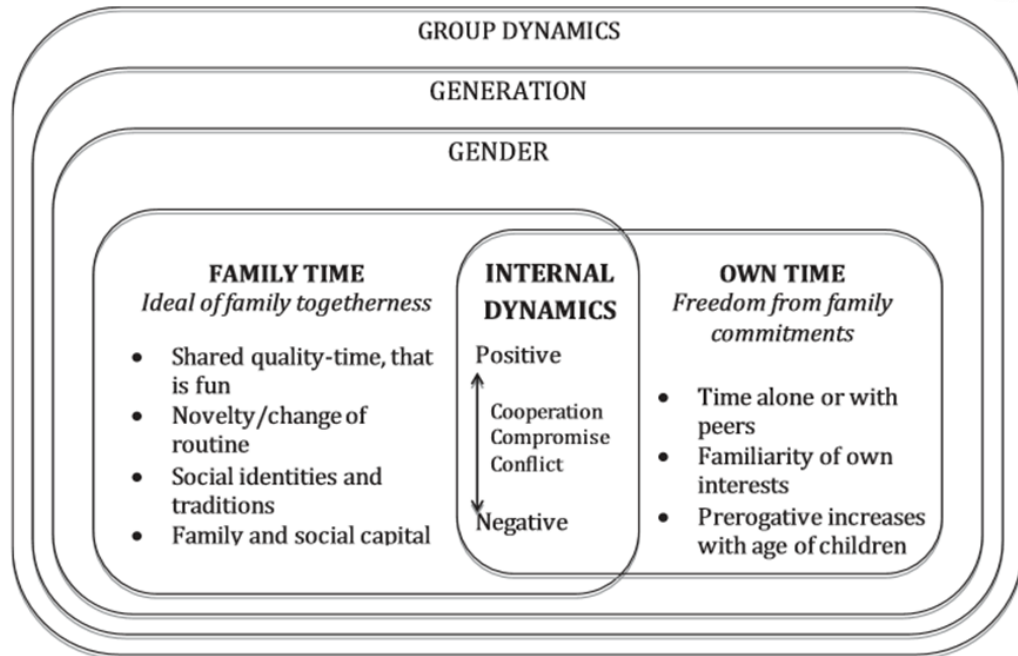 GROUP DYNAMICS
GENERATION
GENDER
FAMILY TIME
Ideal of family togetherness
• Shared quality-time, that
is fun
• Novelty/change of
routine
• Social identities and
traditions
• Family and social capital
INTERNAL
DYNAMICS
Positive
Cooperation
Compromise
Conflict
Negative
OWN TIME
Freedom from family
commitments
• Time alone or with
peers
• Familiarity of own
interests
• Prerogative increases
with age of children